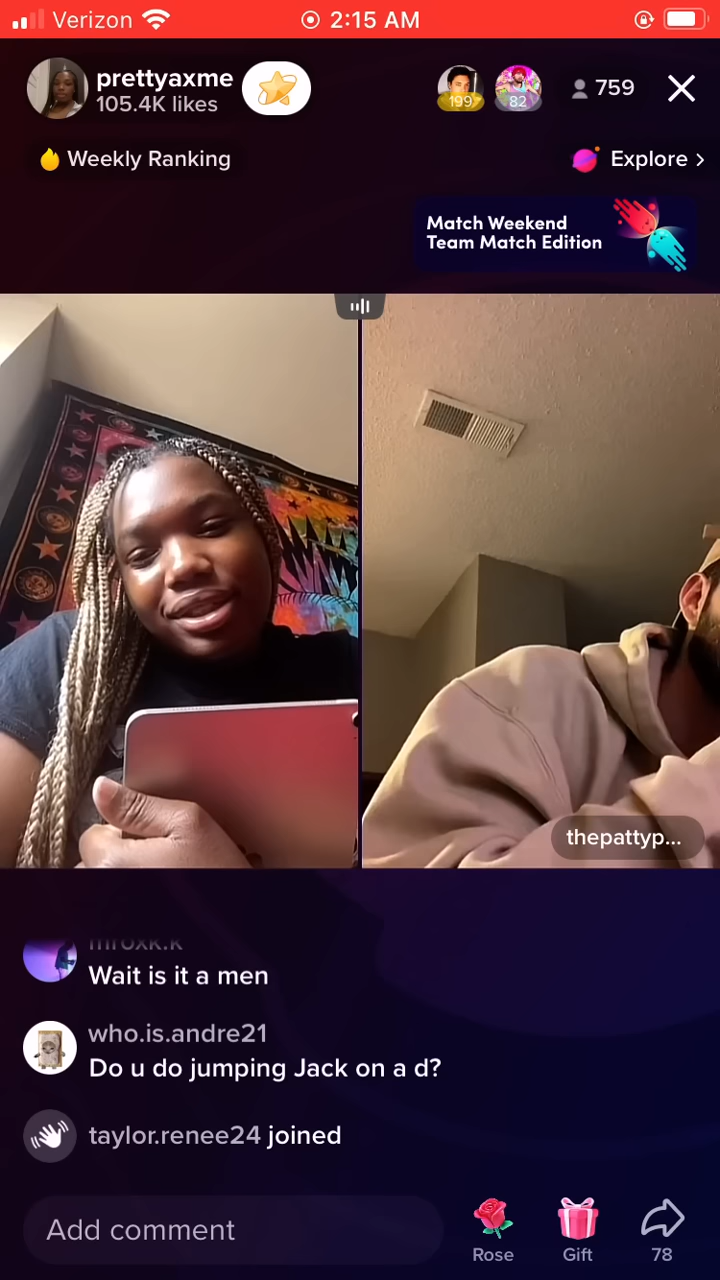 Verizon 2:15 AM
prettyaxme
105.4K likes
199 82 759
Weekly Ranking
Explore >
Match Weekend
Team Match Edition
thepattyp...
mroxk.k
Wait is it a men
who.is.andre21
Do u do jumping Jack on a d?
taylor.renee24 joined
Add comment
Rose Gift 78